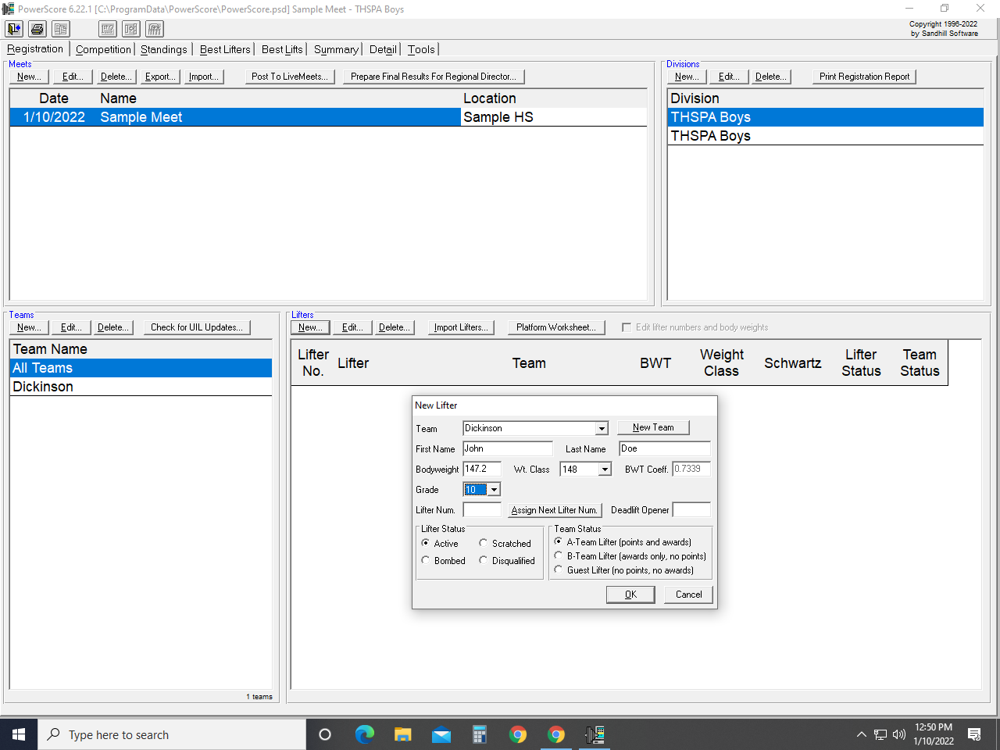 PowerScore 6.22.1 [C:\ProgramData\PowerScore\PowerScore.psd] Sample Meet - THSPA Boys
Copyright 1996-2022
by Sandhill Software
Registration Competition Standings Best Lifters Best Lifts Summary Detail Tools
Meets
New... Edit... Delete... Export... Import... Post To LiveMeets... Prepare Final Results For Regional Director...
Date Name Location
1/10/2022 Sample Meet Sample HS
Divisions
New... Edit... Delete... Print Registration Report
Division
THSPA Boys
THSPA Boys
Teams
New... Edit... Delete... Check for UIL Updates...
Team Name
All Teams
Dickinson
1 teams
Lifters
New... Edit... Delete... Import Lifters... Platform Worksheet... Edit lifter numbers and body weights
Lifter No. Lifter Team BWT Weight Class Schwartz Lifter Status Team Status
New Lifter
Team Dickinson New Team
First Name John Last Name Doe
Bodyweight 147.2 Wt. Class 148 BWT Coeff. 0.7339
Grade 10
Lifter Num. Assign Next Lifter Num. Deadlift Opener
Lifter Status
Active Scratched
Bombed Disqualified
Team Status
A-Team Lifter (points and awards)
B-Team Lifter (awards only, no points)
Guest Lifter (no points, no awards)
OK Cancel
Type here to search
12:50 PM
1/10/2022